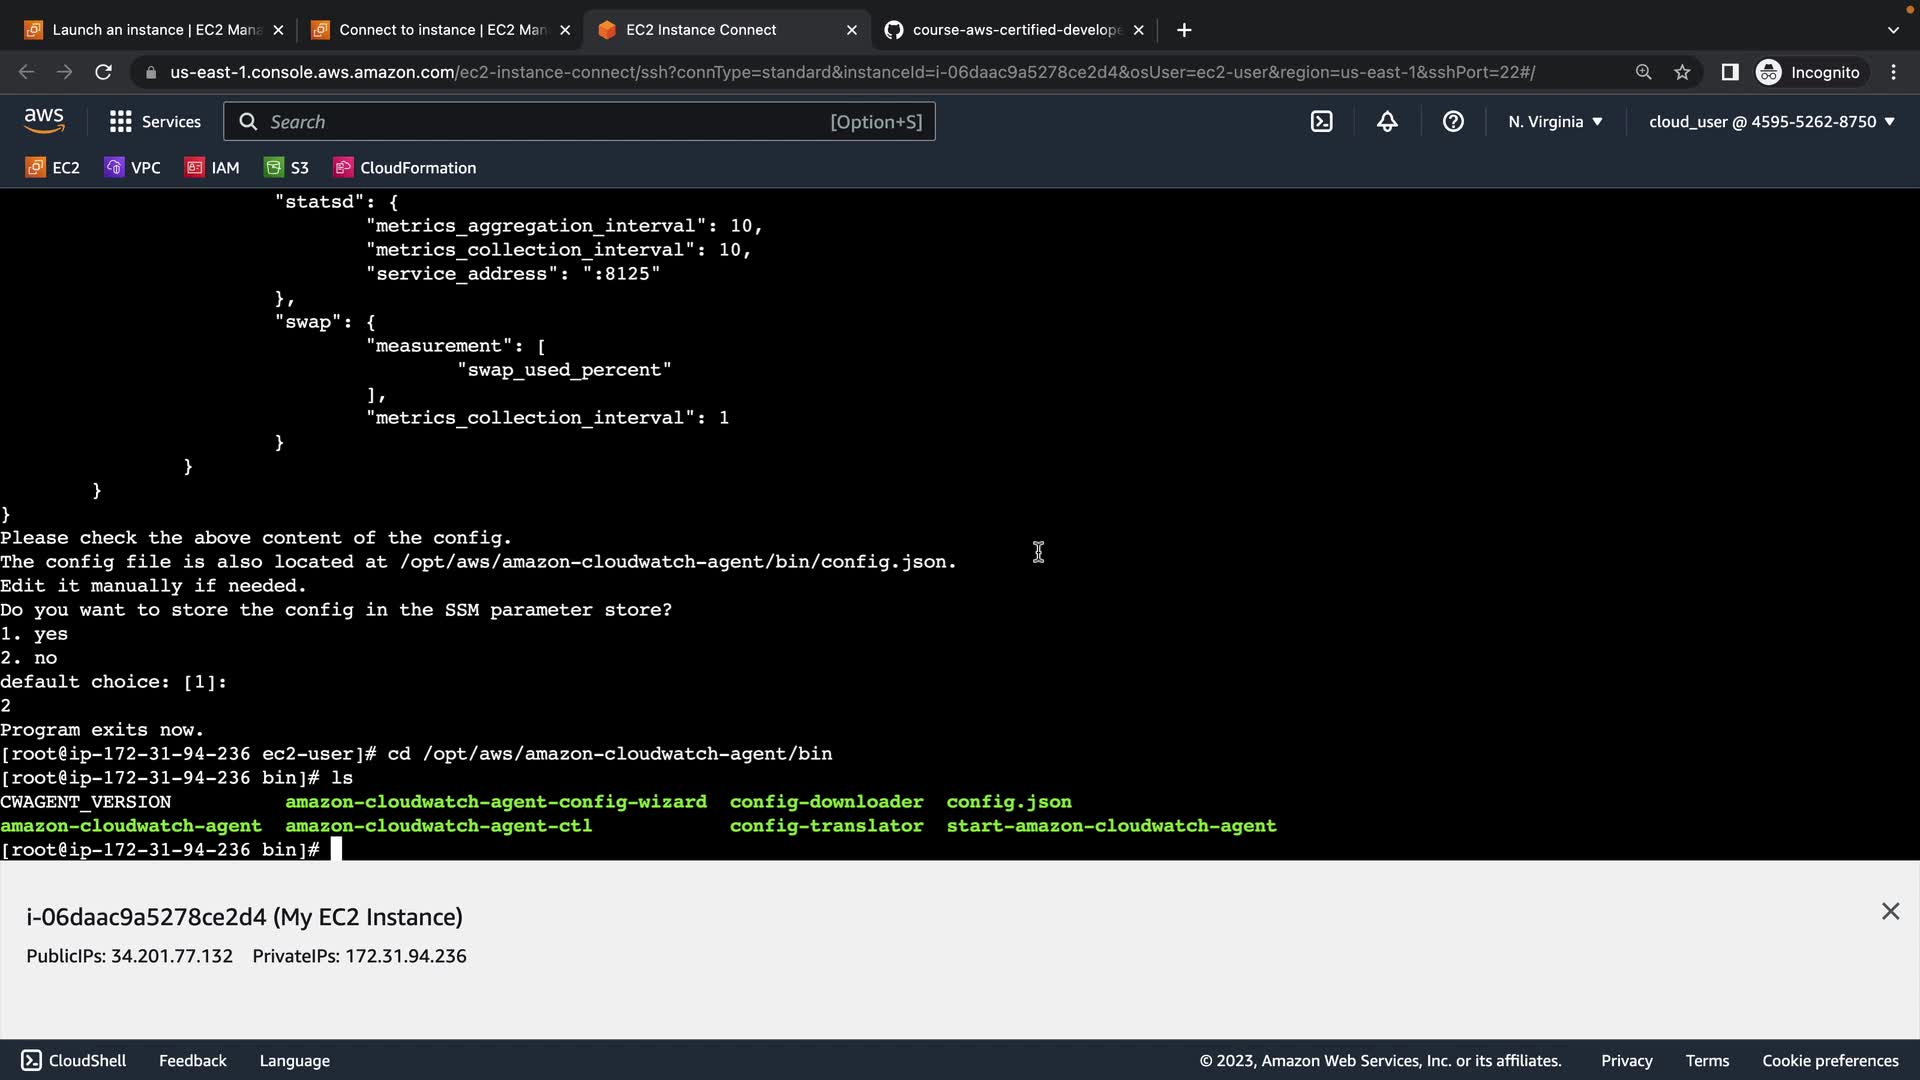 Launch an instance | EC2 Mana
Connect to instance | EC2 Man
EC2 Instance Connect
course-aws-certified-develope
us-east-1.console.aws.amazon.com/ec2-instance-connect/ssh?connType=standard&instanceId=i-06daac9a5278ce2d4&osUser=ec2-user&region=us-east-1&sshPort=22#/
Incognito
aws
Services
Search
[Option+S]
N. Virginia
cloud_user @ 4595-5262-8750
EC2
VPC
IAM
S3
CloudFormation
"statsd": {
"metrics_aggregation_interval": 10,
"metrics_collection_interval": 10,
"service_address": ":8125"
},
"swap": {
"measurement": [
"swap_used_percent"
],
"metrics_collection_interval": 1
}
}
}
}
Please check the above content of the config.
The config file is also located at /opt/aws/amazon-cloudwatch-agent/bin/config.json.
Edit it manually if needed.
Do you want to store the config in the SSM parameter store?
1. yes
2. no
default choice: [1]:
2
Program exits now.
[root@ip-172-31-94-236 ec2-user]# cd /opt/aws/amazon-cloudwatch-agent/bin
[root@ip-172-31-94-236 bin]# ls
CWAGENT_VERSION amazon-cloudwatch-agent-config-wizard config-downloader config.json
amazon-cloudwatch-agent amazon-cloudwatch-agent-ctl config-translator start-amazon-cloudwatch-agent
[root@ip-172-31-94-236 bin]#
i-06daac9a5278ce2d4 (My EC2 Instance)
PublicIPs: 34.201.77.132 PrivateIPs: 172.31.94.236
CloudShell
Feedback
Language
© 2023, Amazon Web Services, Inc. or its affiliates.
Privacy
Terms
Cookie preferences